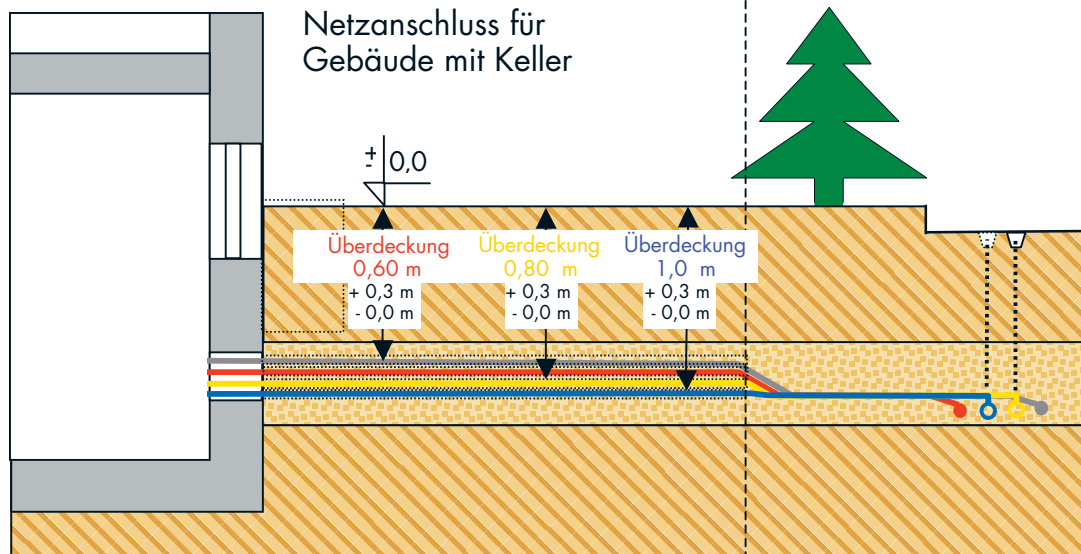 Netzanschluss für
Gebäude mit Keller
+
- 0,0
Überdeckung
0,60 m
+ 0,3 m
- 0,0 m
Überdeckung
0,80 m
+ 0,3 m
- 0,0 m
Überdeckung
1,0 m
+ 0,3 m
- 0,0 m